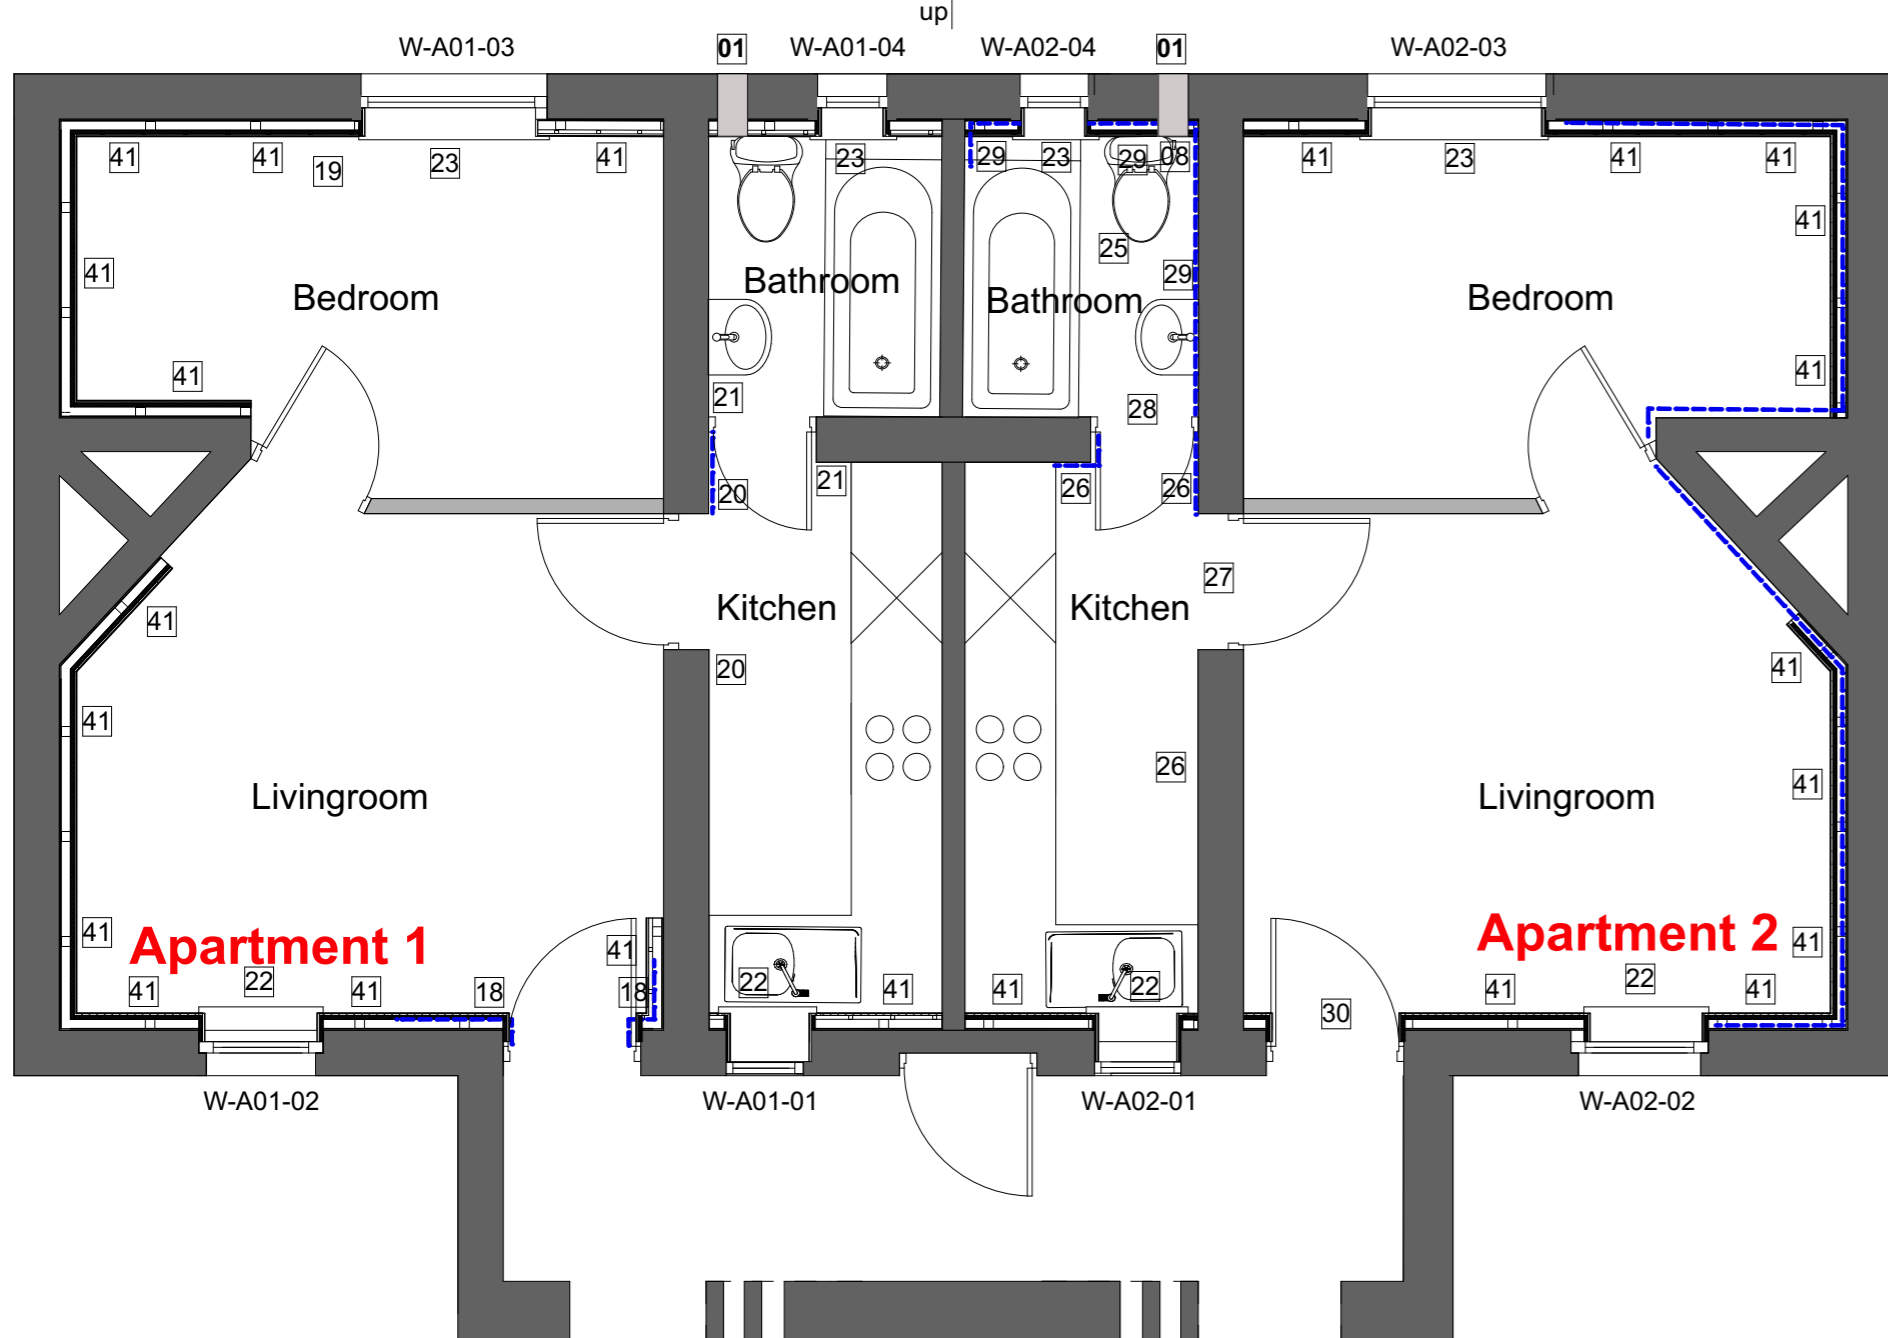 up
W-A01-03
01
W-A01-04
W-A02-04
01
W-A02-03
41
41
19
23
41
23
29
23
29
08
41
23
41
41
41
25
41
29
Bedroom
Bathroom
Bathroom
Bedroom
41
21
28
41
20
21
26
26
41
Kitchen
Kitchen
27
20
41
41
26
41
Livingroom
Livingroom
41
Apartment 1
Apartment 2
41
41
41
22
41
18
18
22
41
41
22
30
41
22
41
W-A01-02
W-A01-01
W-A02-01
W-A02-02